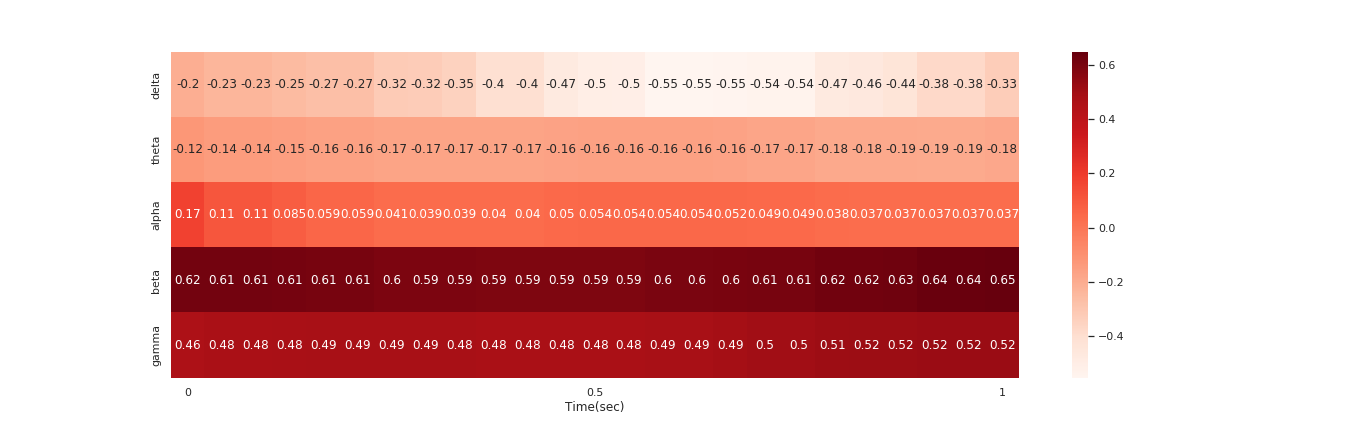 delta -0.2 -0.23 -0.23 -0.25 -0.27 -0.27 -0.32 -0.32 -0.35 -0.4 -0.4 -0.47 -0.5 -0.5 -0.55 -0.55 -0.55 -0.54 -0.54 -0.47 -0.46 -0.44 -0.38 -0.38 -0.33
theta -0.12 -0.14 -0.14 -0.15 -0.16 -0.16 -0.17 -0.17 -0.17 -0.17 -0.17 -0.16 -0.16 -0.16 -0.16 -0.16 -0.16 -0.17 -0.17 -0.18 -0.18 -0.19 -0.19 -0.19 -0.18
alpha 0.17 0.11 0.11 0.085 0.059 0.059 0.041 0.039 0.039 0.04 0.04 0.05 0.054 0.054 0.054 0.054 0.052 0.049 0.049 0.038 0.037 0.037 0.037 0.037 0.037
beta 0.62 0.61 0.61 0.61 0.61 0.61 0.6 0.59 0.59 0.59 0.59 0.59 0.59 0.59 0.6 0.6 0.6 0.61 0.61 0.62 0.62 0.63 0.64 0.64 0.65
gamma 0.46 0.48 0.48 0.48 0.49 0.49 0.49 0.49 0.48 0.48 0.48 0.48 0.48 0.48 0.49 0.49 0.49 0.5 0.5 0.51 0.52 0.52 0.52 0.52 0.52
0 0.5 1
Time(sec)
0.6
0.4
0.2
0.0
−0.2
−0.4